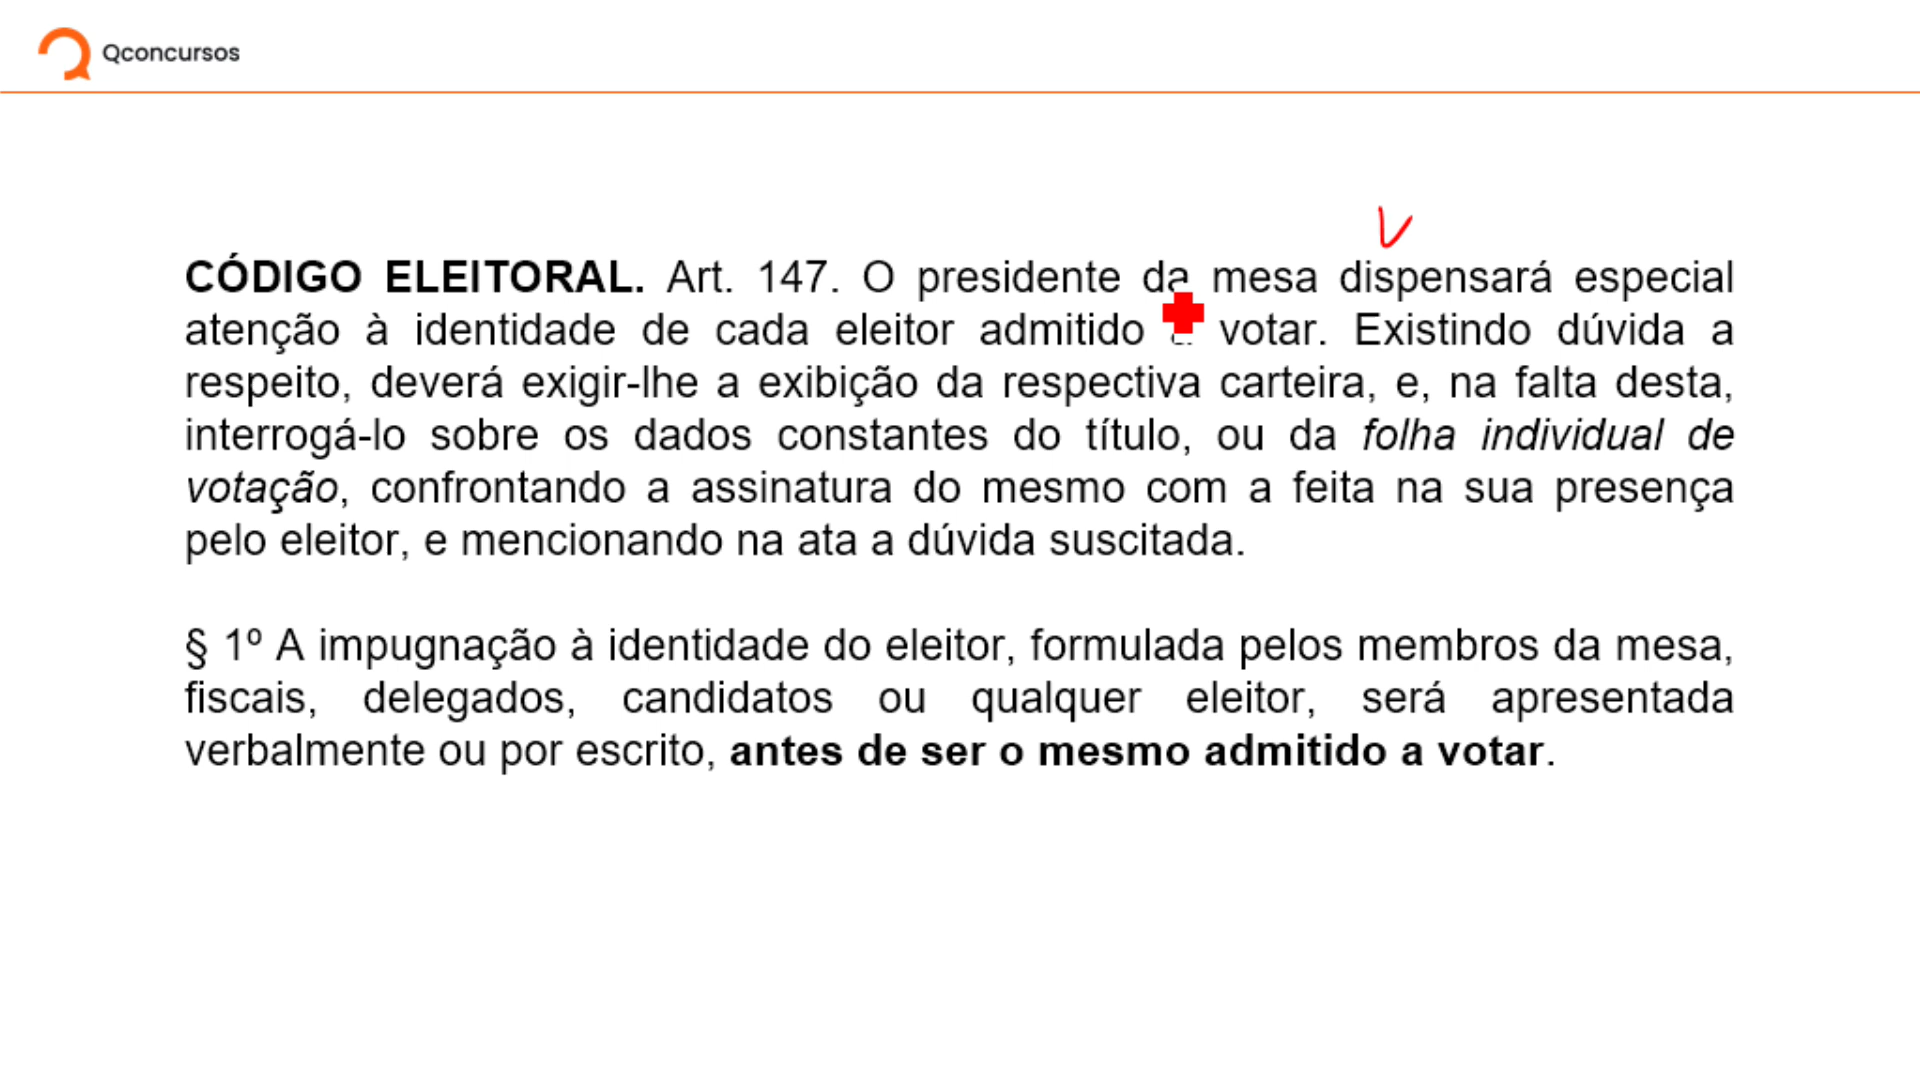 Qconcursos
V
CÓDIGO ELEITORAL. Art. 147. O presidente da mesa dispensará especial
atenção à identidade de cada eleitor admitido a votar. Existindo dúvida a
respeito, deverá exigir-lhe a exibição da respectiva carteira, e, na falta desta,
interrogá-lo sobre os dados constantes do título, ou da folha individual de
votação, confrontando a assinatura do mesmo com a feita na sua presença
pelo eleitor, e mencionando na ata a dúvida suscitada.
§ 1º A impugnação à identidade do eleitor, formulada pelos membros da mesa,
fiscais, delegados, candidatos ou qualquer eleitor, será apresentada
verbalmente ou por escrito, antes de ser o mesmo admitido a votar.